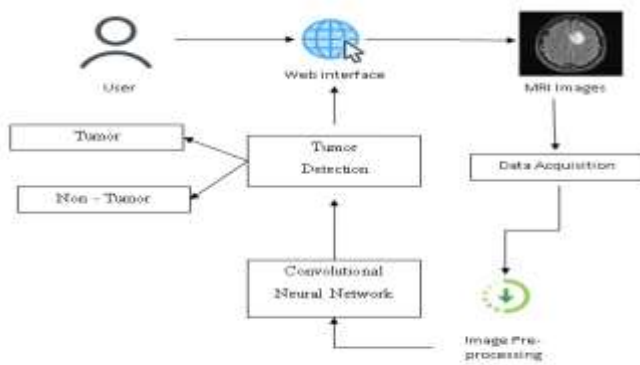 User
Web interface
MRI Images
Tumor
Tumor
Detection
Data Acquisition
Non - Tumor
Convolutional
Neural Network
Image Pre-
processing